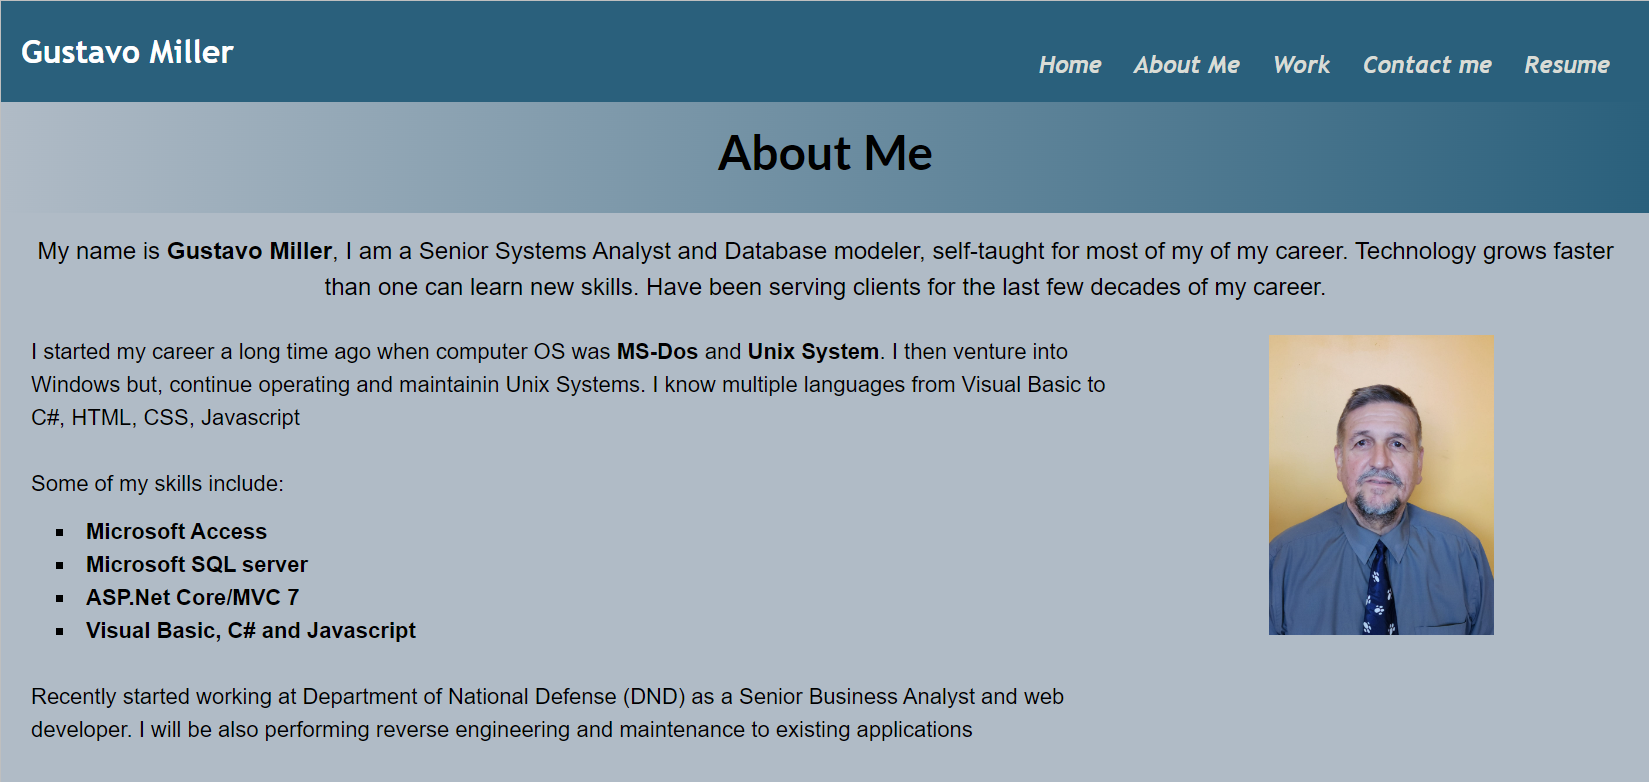 Gustavo Miller
Home About Me Work Contact me Resume
About Me
My name is Gustavo Miller, I am a Senior Systems Analyst and Database modeler, self-taught for most of my of my career. Technology grows faster
than one can learn new skills. Have been serving clients for the last few decades of my career.
I started my career a long time ago when computer OS was MS-Dos and Unix System. I then venture into
Windows but, continue operating and maintainin Unix Systems. I know multiple languages from Visual Basic to
C#, HTML, CSS, Javascript
Some of my skills include:
Microsoft Access
Microsoft SQL server
ASP.Net Core/MVC 7
Visual Basic, C# and Javascript
Recently started working at Department of National Defense (DND) as a Senior Business Analyst and web
developer. I will be also performing reverse engineering and maintenance to existing applications